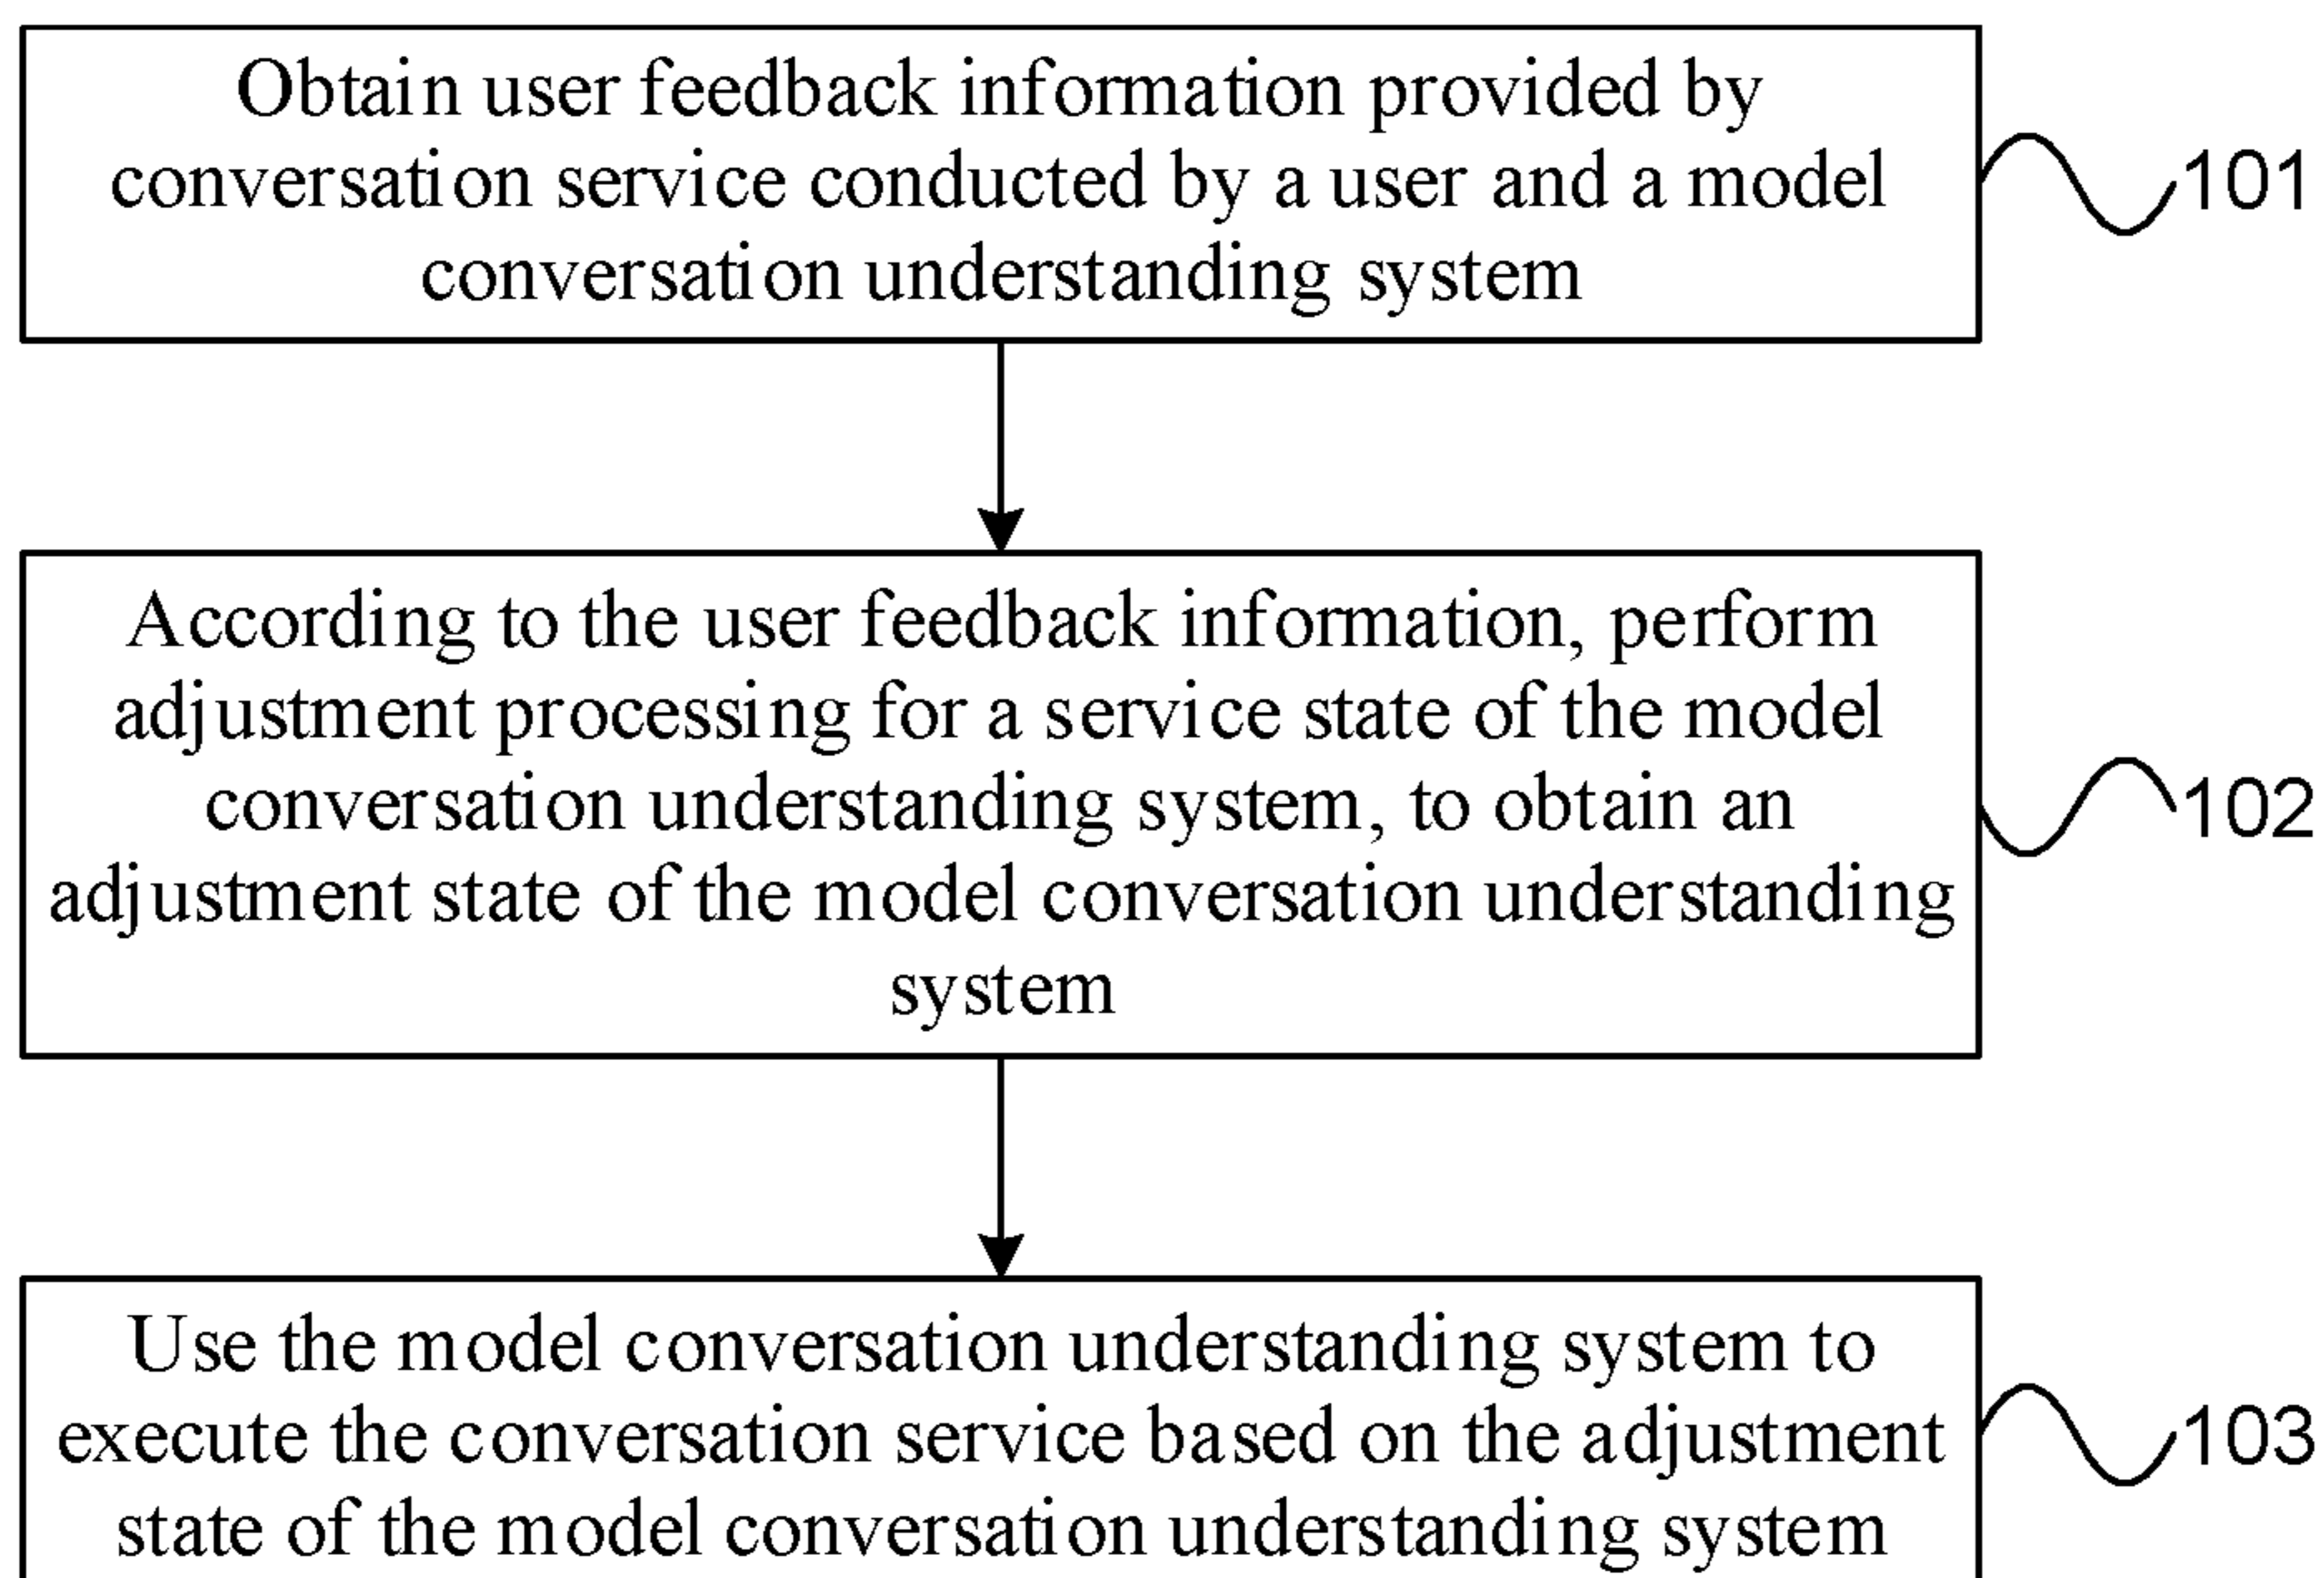 Obtain user feedback information provided by
conversation service conducted by a user and a model
conversation understanding system
101
According to the user feedback information, perform
adjustment processing for a service state of the model
conversation understanding system, to obtain an
adjustment state of the model conversation understanding
system
102
Use the model conversation understanding system to
execute the conversation service based on the adjustment
state of the model conversation understanding system
103